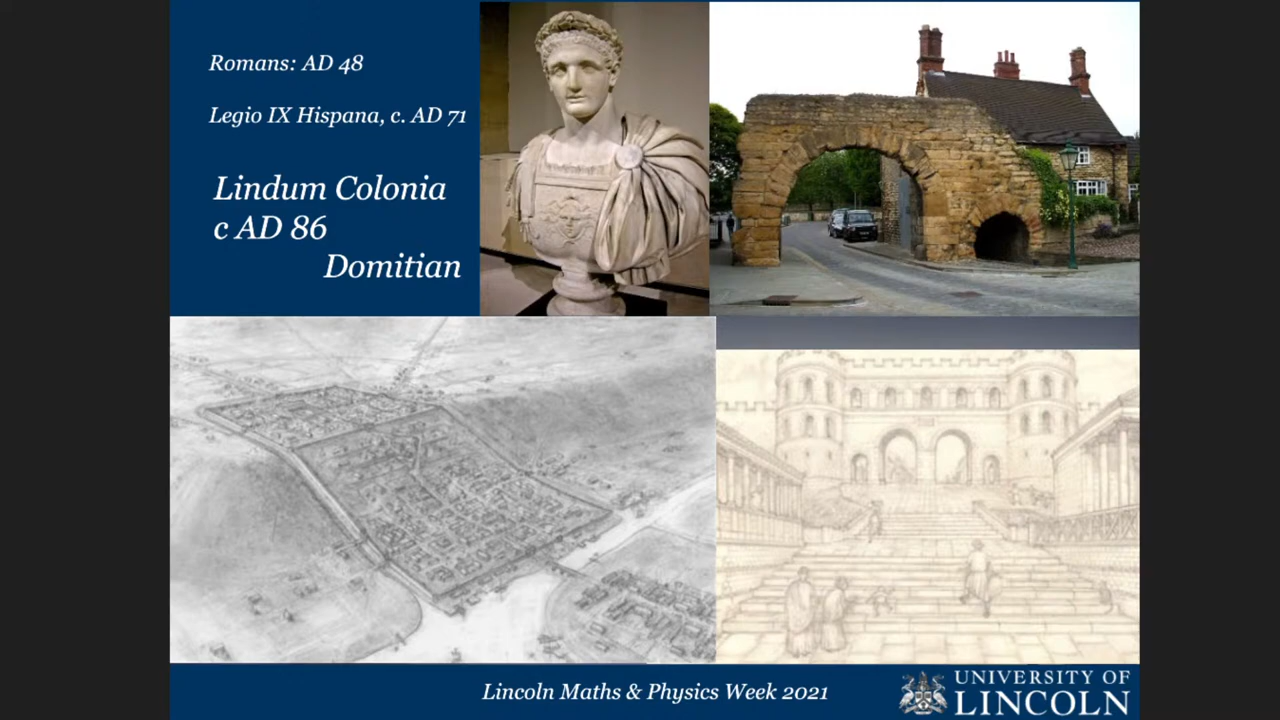 Romans: AD 48
Legio IX Hispana, c. AD 71
Lindum Colonia
c AD 86
Domitian
Lincoln Maths & Physics Week 2021
UNIVERSITY OF
LINCOLN